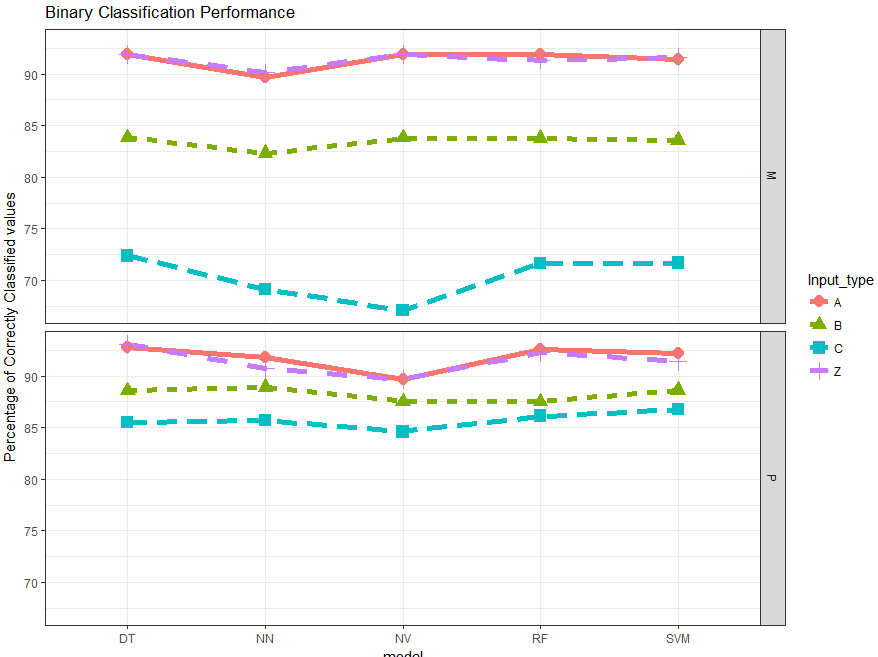 Binary Classification Performance
Percentage of Correctly Classified values
90
85
80
75
70
M
90
85
80
75
70
P
DT NN NV RF SVM
model
Input_type
A
B
C
Z